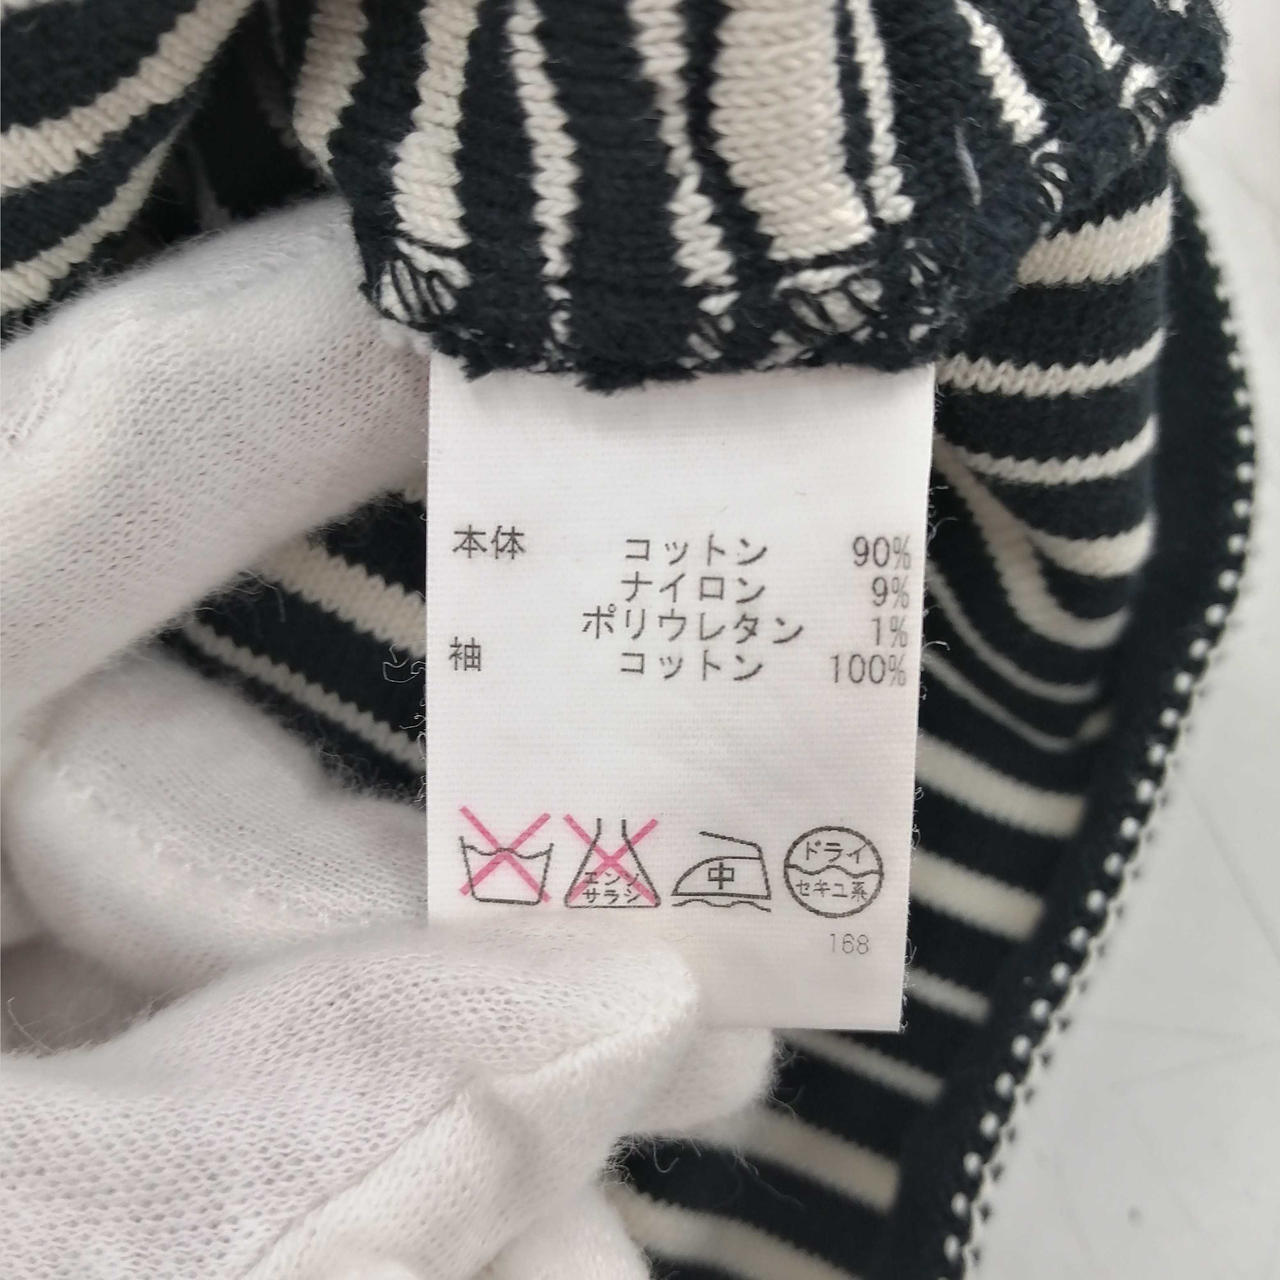 本体 コットン 90%
ナイロン 9%
ポリウレタン 1%
袖 コットン 100%
エンソ
サラシ
中
ドライ
セキユ系
168